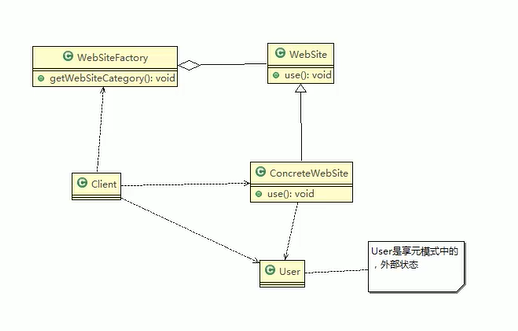 WebSiteFactory
getWebSiteCategory(): void
WebSite
use(): void
Client
ConcreteWebSite
use(): void
User
User是享元模式中的
，外部状态